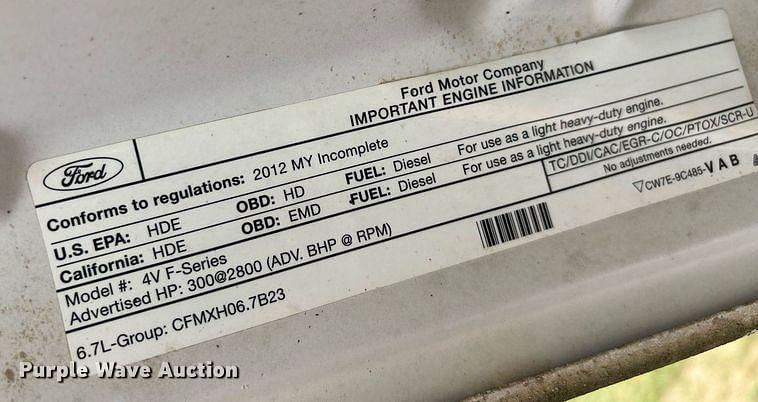 Ford Motor Company
IMPORTANT ENGINE INFORMATION
Ford
Conforms to regulations: 2012 MY Incomplete
U.S. EPA: HDE OBD: HD FUEL: Diesel For use as a light heavy-duty engine.
California: HDE OBD: EMD FUEL: Diesel For use as a light heavy-duty engine.
Model #: 4V F-Series TC/DDI/CAC/EGR-C/OC/PTOX/SCR-U
Advertised HP: 300@2800 (ADV. BHP @ RPM) No adjustments needed.
6.7L-Group: CFMXH06.7B23 CW7E-9C485-VAB
Purple Wave Auction